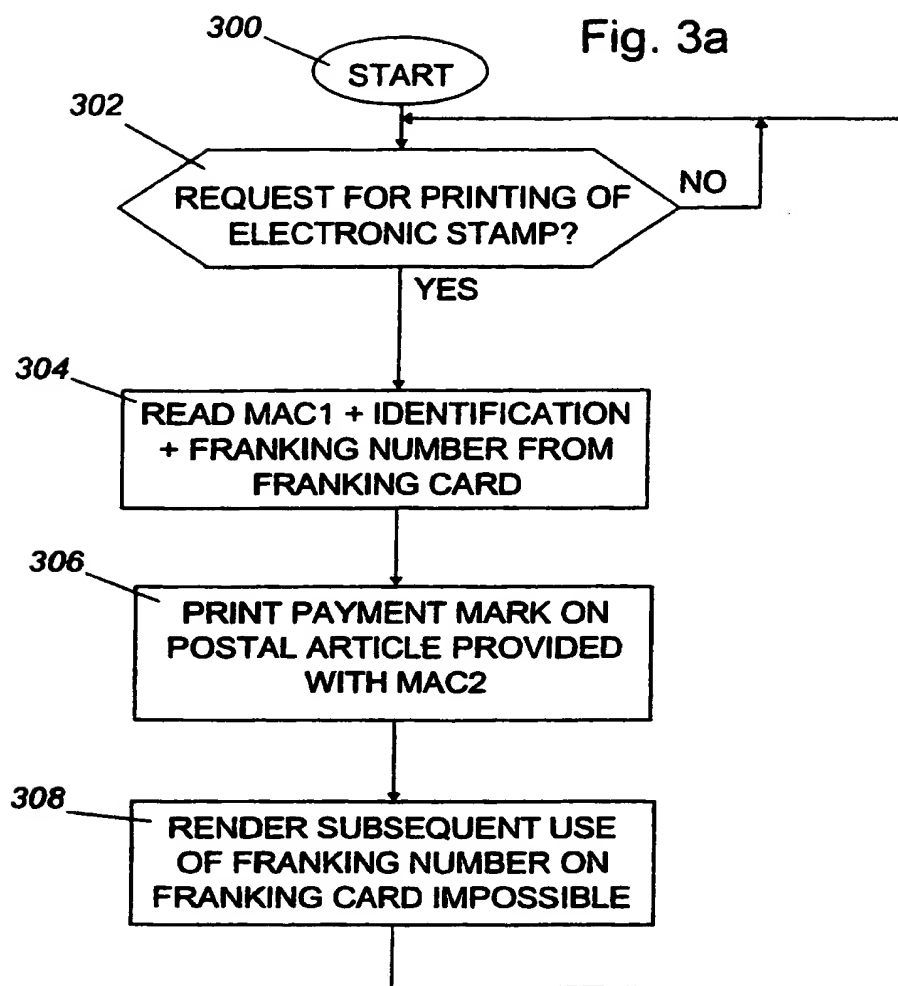 Fig. 3a
300
START
302
REQUEST FOR PRINTING OF
ELECTRONIC STAMP?
NO
YES
304
READ MAC1 + IDENTIFICATION
+ FRANKING NUMBER FROM
FRANKING CARD
306
PRINT PAYMENT MARK ON
POSTAL ARTICLE PROVIDED
WITH MAC2
308
RENDER SUBSEQUENT USE
OF FRANKING NUMBER ON
FRANKING CARD IMPOSSIBLE